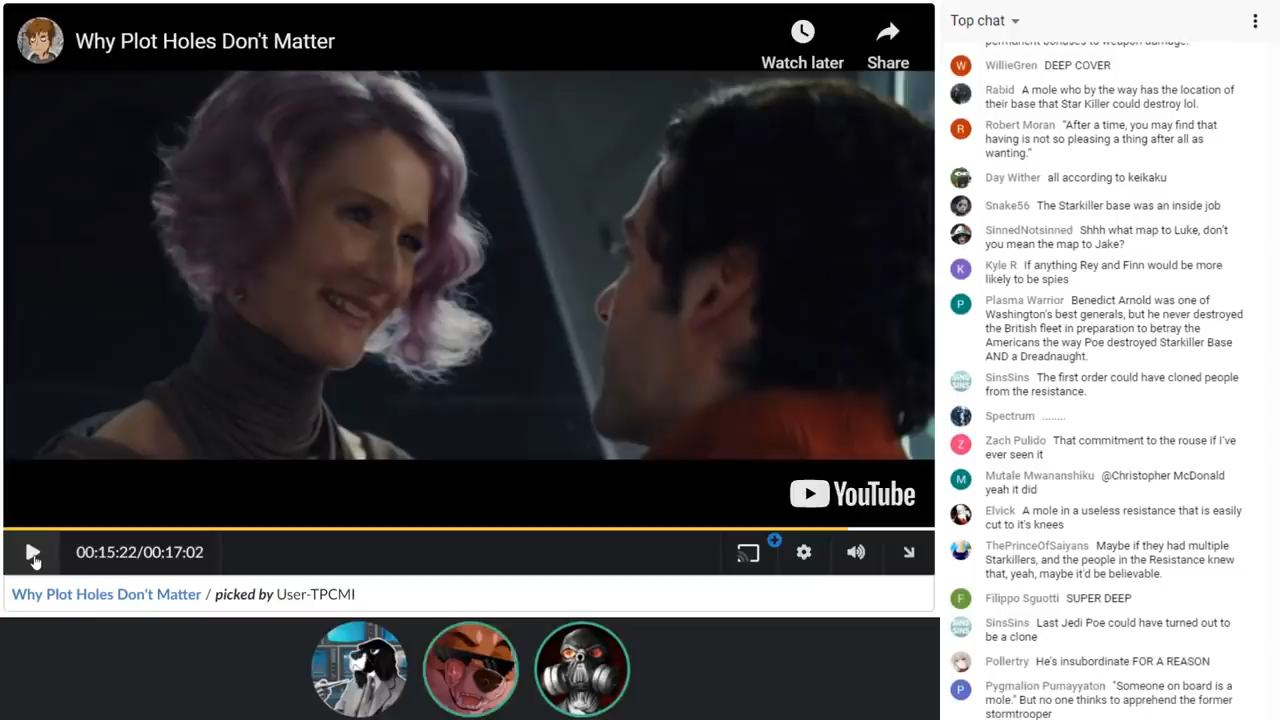 Why Plot Holes Don't Matter
Watch later
Share
YouTube
00:15:22/00:17:02
Why Plot Holes Don't Matter / picked by User-TPCMI
Top chat
permanent bonuses to weapon damage.
WillieGren DEEP COVER
Rabid A mole who by the way has the location of
their base that Star Killer could destroy lol.
Robert Moran "After a time, you may find that
having is not so pleasing a thing after all as
wanting."
Day Wither all according to keikaku
Snake56 The Starkiller base was an inside job
SinnedNotsinned Shhh what map to Luke, don't
you mean the map to Jake?
Kyle R If anything Rey and Finn would be more
likely to be spies
Plasma Warrior Benedict Arnold was one of
Washington's best generals, but he never destroyed
the British fleet in preparation to betray the
Americans the way Poe destroyed Starkiller Base
AND a Dreadnaught.
SinsSins The first order could have cloned people
from the resistance.
Spectrum ........
Zach Pulido That commitment to the rouse if I've
ever seen it
Mutale Mwananshiku @Christopher McDonald
yeah it did
Elvick A mole in a useless resistance that is easily
cut to it's knees
ThePrinceOfSaiyans Maybe if they had multiple
Starkillers, and the people in the Resistance knew
that, yeah, maybe it'd be believable.
Filippo Sguotti SUPER DEEP
SinsSins Last Jedi Poe could have turned out to
be a clone
Pollertry He's insubordinate FOR A REASON
Pygmalion Pumayyaton "Someone on board is a
mole." But no one thinks to apprehend the former
stormtrooper